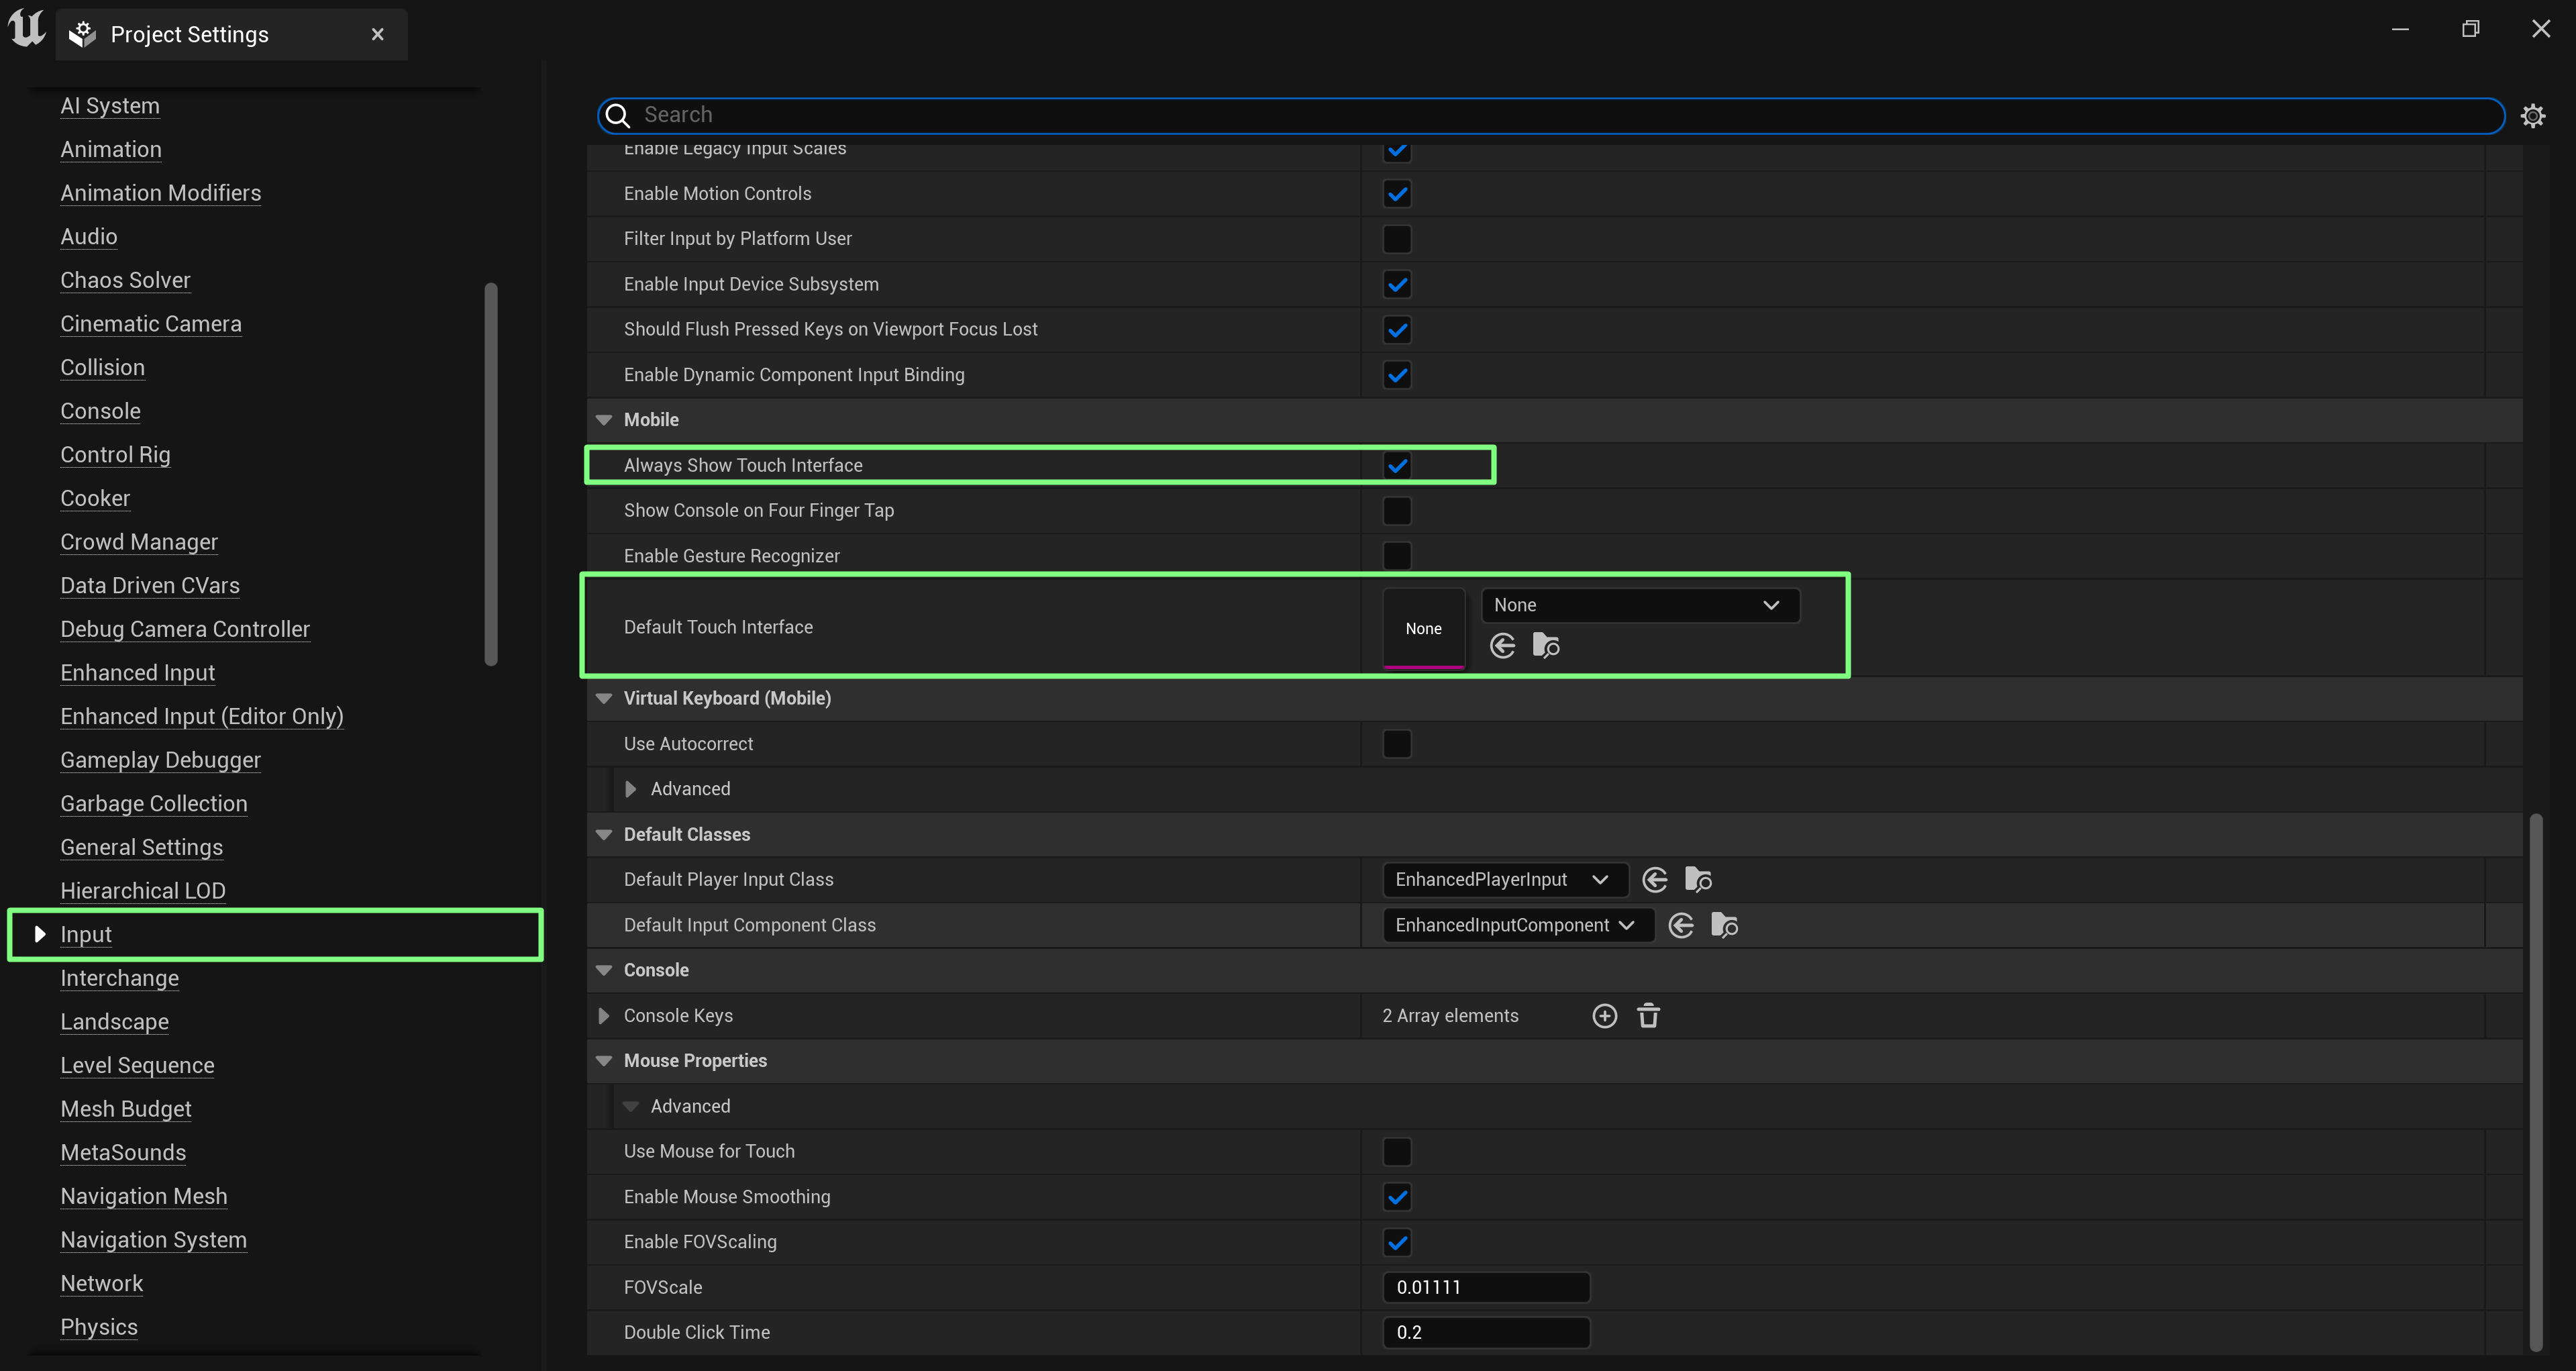 Project Settings
AI System
Animation
Animation Modifiers
Audio
Chaos Solver
Cinematic Camera
Collision
Console
Control Rig
Cooker
Crowd Manager
Data Driven CVars
Debug Camera Controller
Enhanced Input
Enhanced Input (Editor Only)
Gameplay Debugger
Garbage Collection
General Settings
Hierarchical LOD
Input
Interchange
Landscape
Level Sequence
Mesh Budget
MetaSounds
Navigation Mesh
Navigation System
Network
Physics
Search
Enable Legacy Input Scales
Enable Motion Controls
Filter Input by Platform User
Enable Input Device Subsystem
Should Flush Pressed Keys on Viewport Focus Lost
Enable Dynamic Component Input Binding
Mobile
Always Show Touch Interface
Show Console on Four Finger Tap
Enable Gesture Recognizer
Default Touch Interface
None
None
Virtual Keyboard (Mobile)
Use Autocorrect
Advanced
Default Classes
Default Player Input Class EnhancedPlayerInput
Default Input Component Class EnhancedInputComponent
Console
Console Keys 2 Array elements
Mouse Properties
Advanced
Use Mouse for Touch
Enable Mouse Smoothing
Enable FOVScaling
FOVScale 0.01111
Double Click Time 0.2